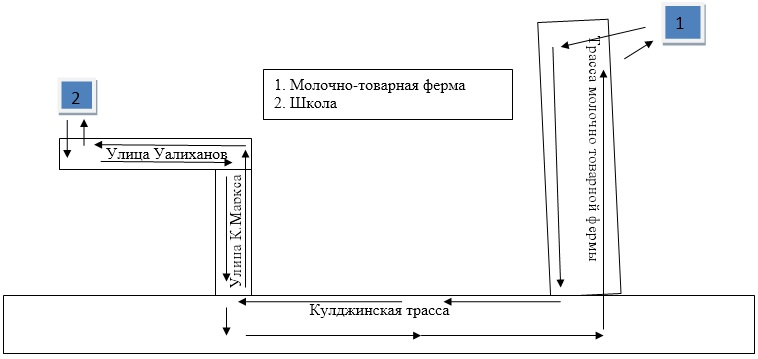 1
1. Молочно-товарная ферма
2. Школа
2
Улица Уалиханов
Улица К.Маркса
Трасса молочно товарной фермы
Кулджинская трасса